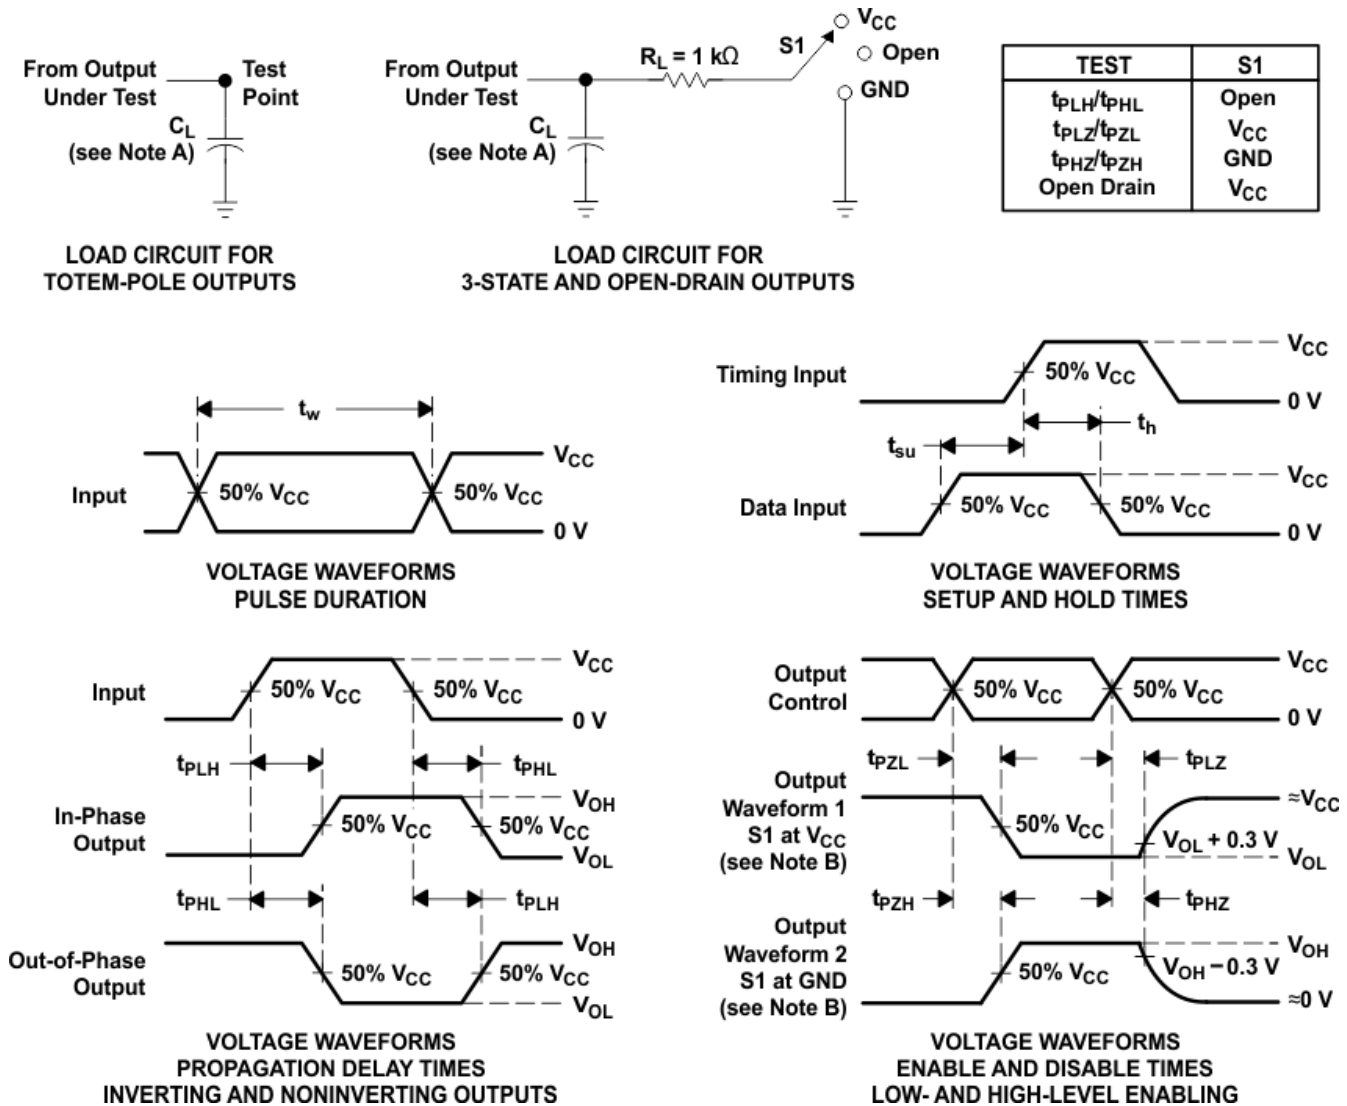 From Output
Under Test
Test
Point
CL
(see Note A)
LOAD CIRCUIT FOR
TOTEM-POLE OUTPUTS
From Output
Under Test
RL = 1 kΩ
S1
VCC
Open
GND
CL
(see Note A)
LOAD CIRCUIT FOR
3-STATE AND OPEN-DRAIN OUTPUTS
TEST S1
tPLH/tPHL Open
tPLZ/tPZL VCC
tPHZ/tPZH GND
Open Drain VCC
tw
VCC
Input 50% VCC 50% VCC
0 V
VOLTAGE WAVEFORMS
PULSE DURATION
VCC
Timing Input 50% VCC
0 V
th
tsu
VCC
Data Input 50% VCC 50% VCC
0 V
VOLTAGE WAVEFORMS
SETUP AND HOLD TIMES
VCC
Input 50% VCC 50% VCC
0 V
tPLH tPHL
VOH
In-Phase
Output
50% VCC 50% VCC
VOL
tPHL tPLH
VOH
Out-of-Phase
Output
50% VCC 50% VCC
VOL
VOLTAGE WAVEFORMS
PROPAGATION DELAY TIMES
INVERTING AND NONINVERTING OUTPUTS
VCC
Output
Control
50% VCC 50% VCC
0 V
tPZL tPLZ
Output
Waveform 1
S1 at VCC
(see Note B)
≈VCC
50% VCC
VOL + 0.3 V
VOL
tPZH tPHZ
Output
Waveform 2
S1 at GND
(see Note B)
VOH
50% VCC
VOH − 0.3 V
≈0 V
VOLTAGE WAVEFORMS
ENABLE AND DISABLE TIMES
LOW- AND HIGH-LEVEL ENABLING